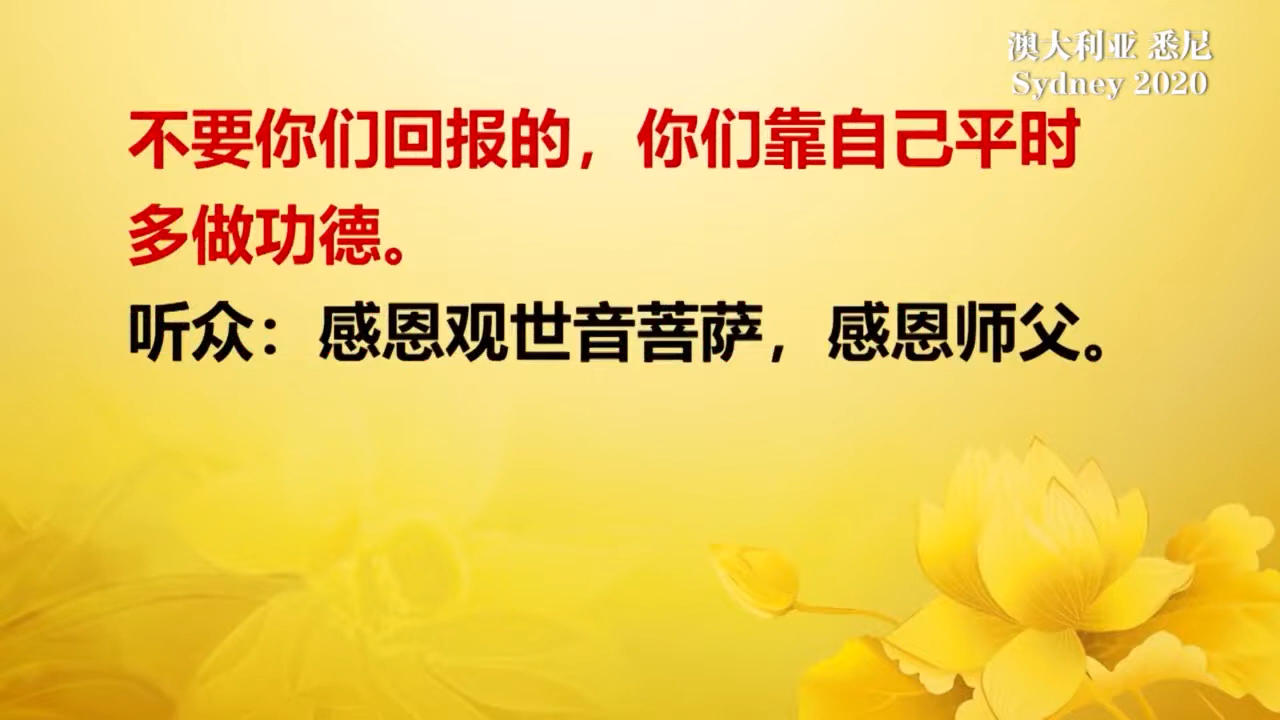 澳大利亚 悉尼
Sydney 2020
不要你们回报的，你们靠自己平时
多做功德。
听众：感恩观世音菩萨，感恩师父。